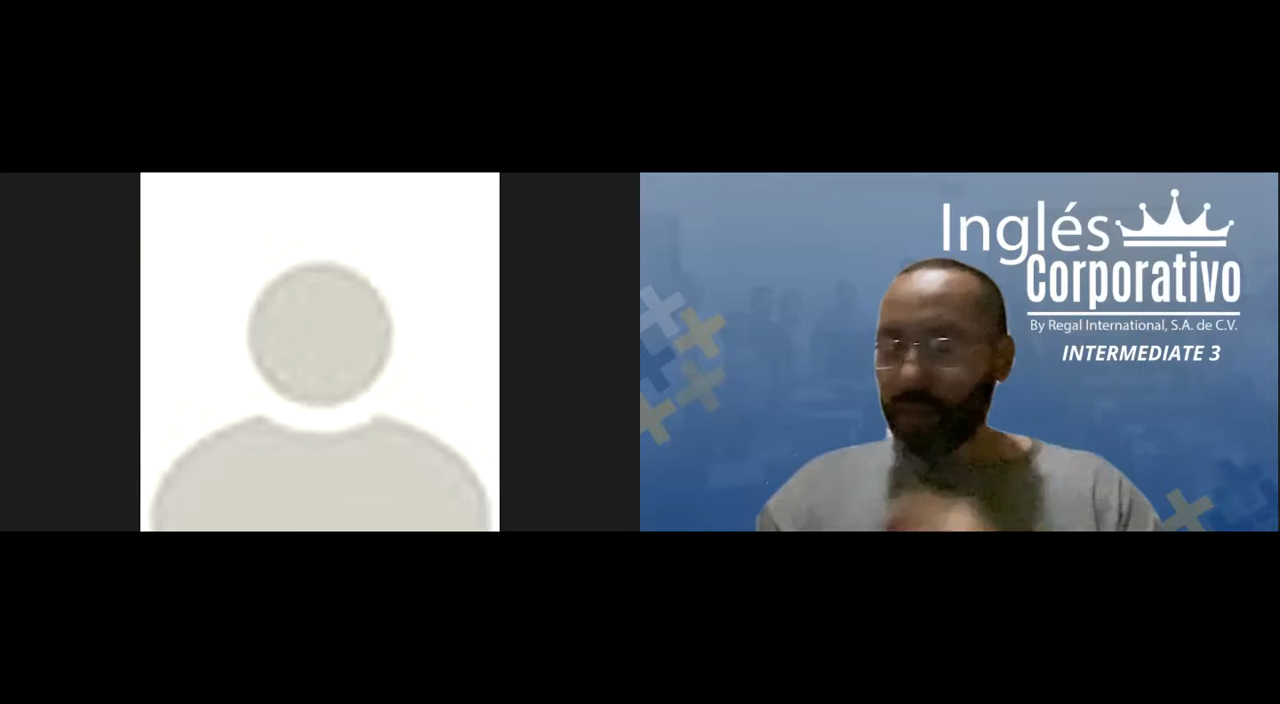 Inglés
Corporativo
By Regal International, S.A. de C.V.
INTERMEDIATE 3